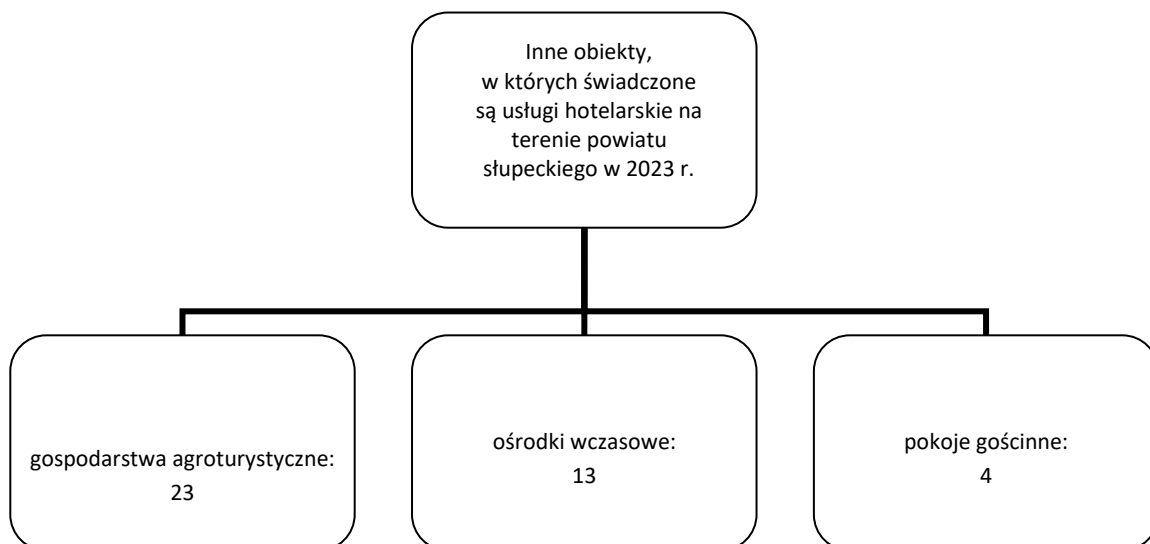 Inne obiekty,
w których świadczone
są usługi hotelarskie na
terenie powiatu
słupeckiego w 2023 r.
gospodarstwa agroturystyczne:
23
ośrodki wczasowe:
13
pokoje gościnne:
4